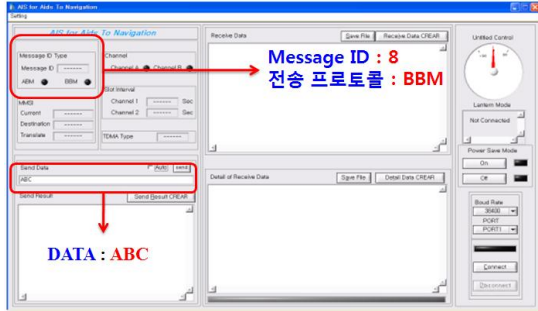 AIS for Aids To Navigation
Setting
AIS for Aids To Navigation
Message ID Type
Message ID ------
ABM BBM
Channel
Channel A Channel B
MMSI
Current ------
Destination ------
Translate ------
Slot Interval
Channel 1 ------ Sec
Channel 2 ------ Sec
TDMA Type ------
Send Data Auto Send
ABC
Send Result Send Result CREAR
DATA : ABC
Receive Data Save File Receive Data CREAR
Message ID : 8
전송 프로토콜 : BBM
Detail of Receive Data Save File Detail Data CREAR
Untitled Control
Lantern Mode
Not Connected
Power Save Mode
On
Off
Boud Rate
38400
PORT
PORT1
Connect
Disconnect